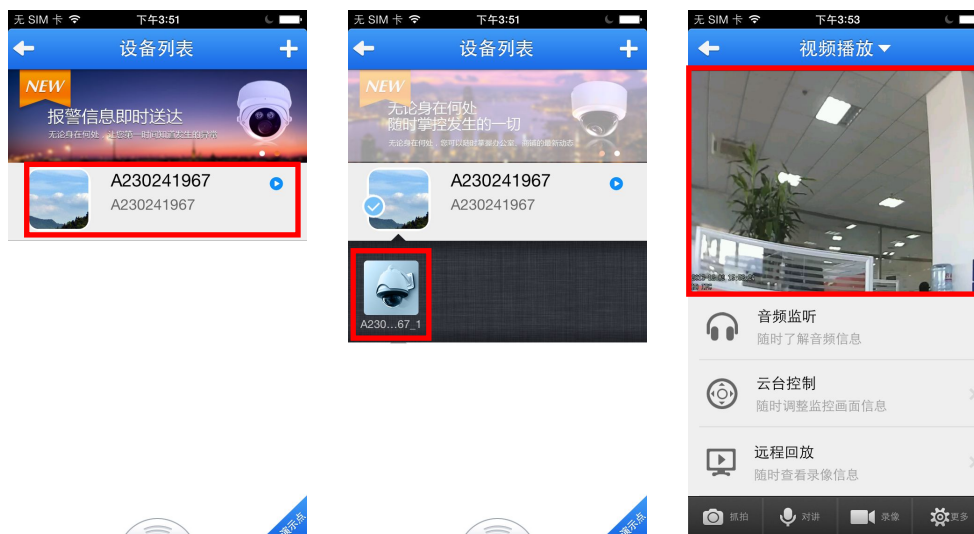 无 SIM 卡
下午3:51
设备列表
NEW
报警信息即时送达
A230241967
A230241967
演示点
无 SIM 卡
下午3:51
设备列表
NEW
无论身在何处
随时掌控发生的一切
A230241967
A230241967
A230...67_1
演示点
无 SIM 卡
下午3:53
视频播放
音频监听
随时了解音频信息
云台控制
随时调整监控画面信息
远程回放
随时查看录像信息
抓拍
对讲
录像
更多